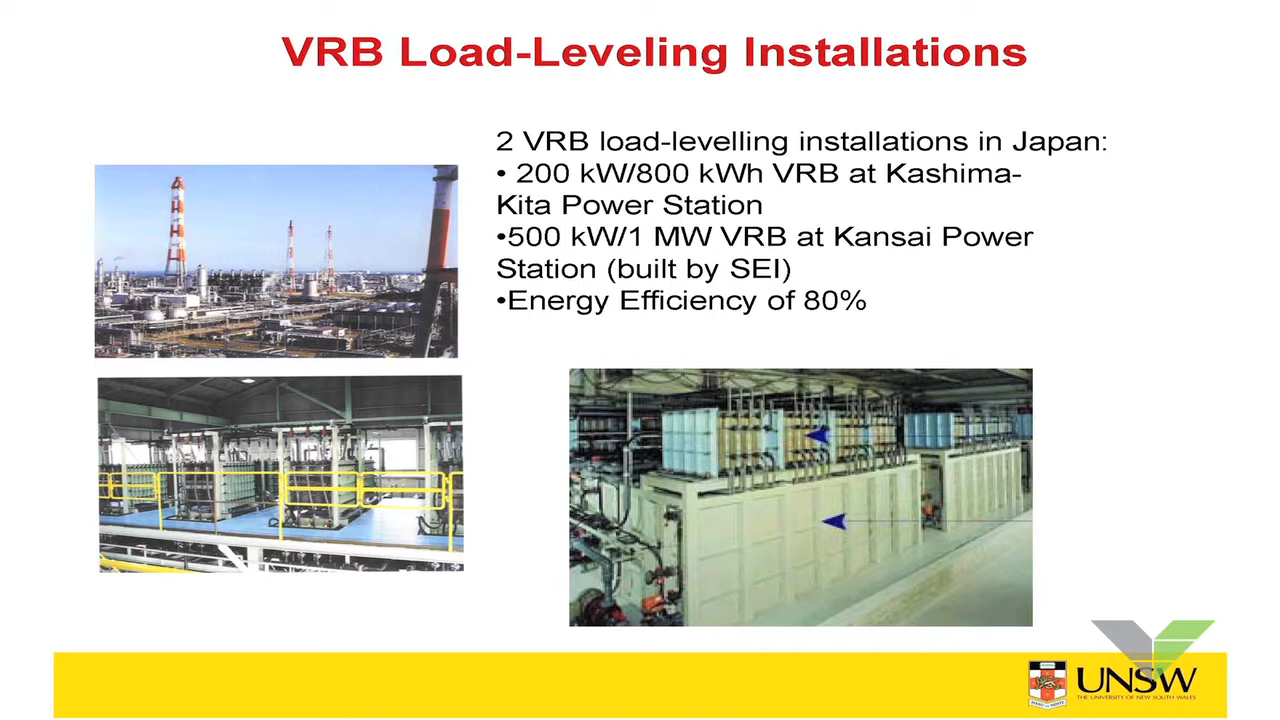 VRB Load-Leveling Installations
2 VRB load-levelling installations in Japan:
• 200 kW/800 kWh VRB at Kashima-
Kita Power Station
•500 kW/1 MW VRB at Kansai Power
Station (built by SEI)
•Energy Efficiency of 80%
UNSW
THE UNIVERSITY OF NEW SOUTH WALES